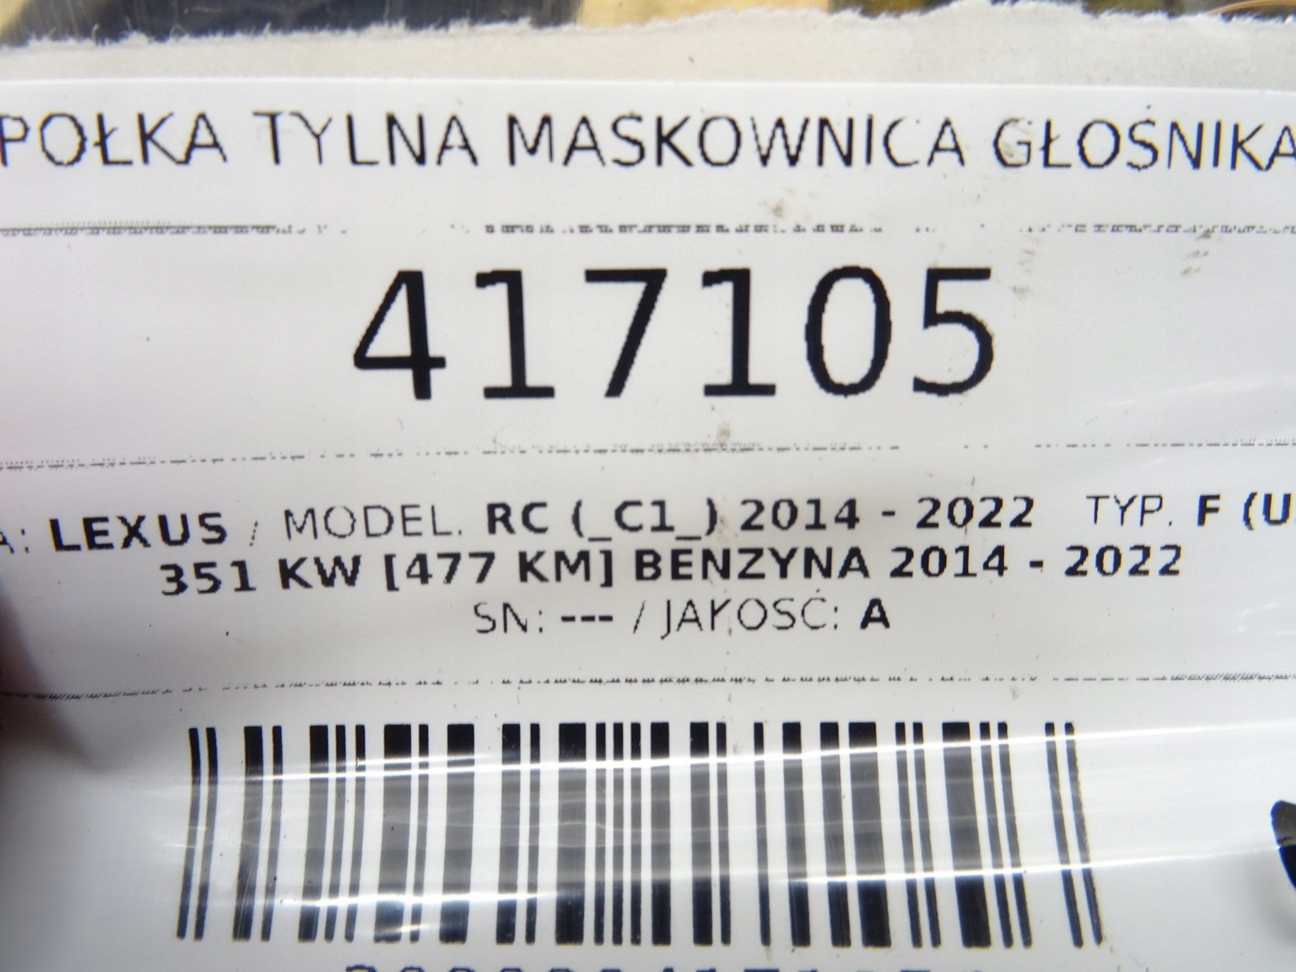 POŁKA TYLNA MASKOWNICA GŁOŚNIKA
417105
A: LEXUS / MODEL. RC (_C1_) 2014 - 2022 TYP. F (U
351 KW [477 KM] BENZYNA 2014 - 2022
SN: --- / JAKOŚĆ: A